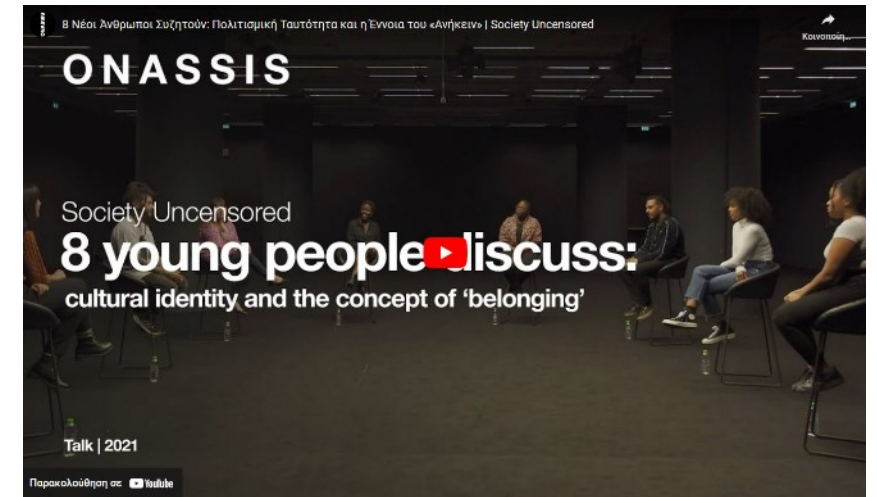 8 Νέοι Άνθρωποι Συζητούν: Πολιτισμική Ταυτότητα και η Έννοια του «Ανήκειν» | Society Uncensored
Κοινοποίη...
ONASSIS
Society Uncensored
8 young people discuss:
cultural identity and the concept of ‘belonging’
Talk | 2021
Παρακολούθηση σε YouTube